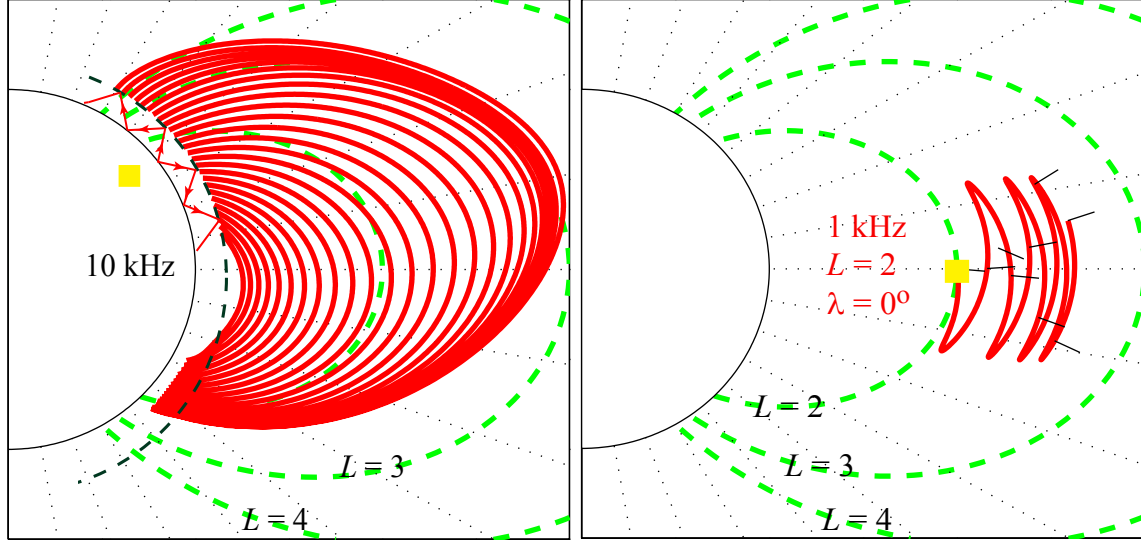 10 kHz
L = 3
L = 4
1 kHz
L = 2
λ = 0º
L = 2
L = 3
L = 4